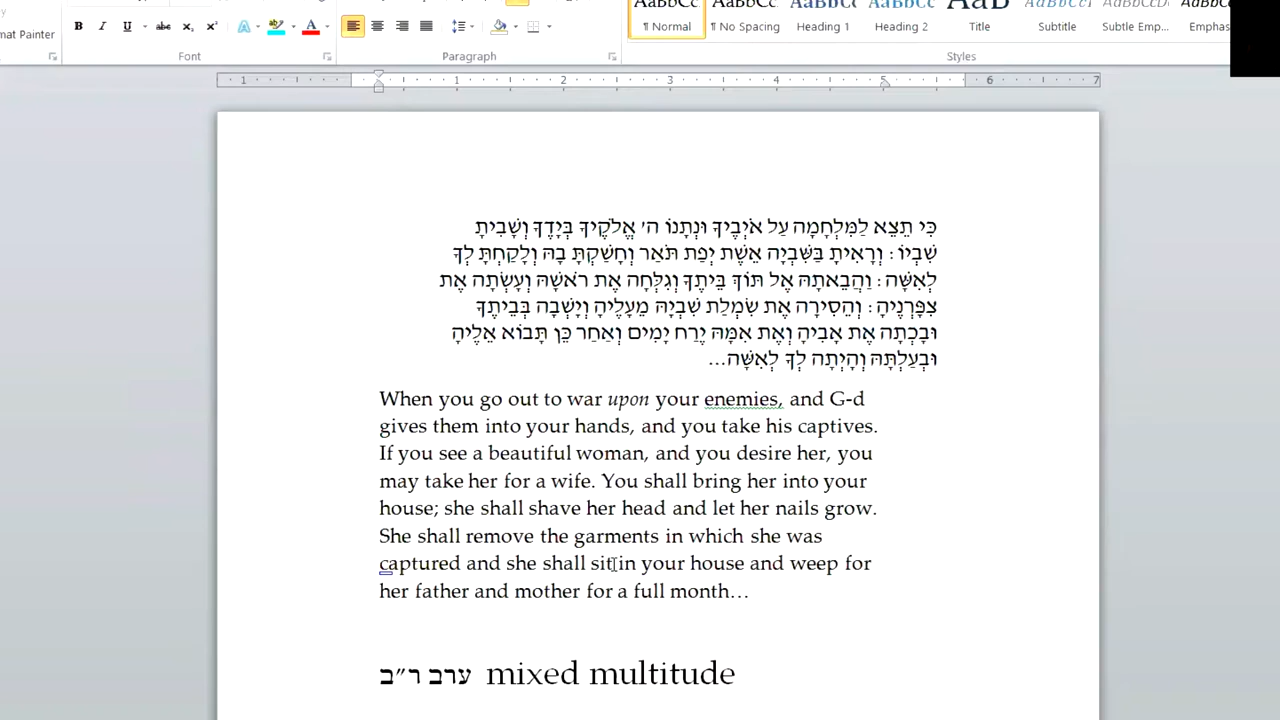 mat Painter
B I U abc x₂ x² A A
Font
Paragraph
AaBbCc AaBbCc AaBbCc AaBbCc AaB AaBbCc AaBbCcD AaBbCc
¶ Normal ¶ No Spacing Heading 1 Heading 2 Title Subtitle Subtle Emp... Emphas
Styles
1 1 2 3 4 5 6 7
כִּי תֵצֵא לַמִּלְחָמָה עַל אֹיְבֶיךָ וּנְתָנוֹ ה' אֱלֹקֶיךָ בְּיָדֶךָ וְשָׁבִיתָ
שִׁבְיוֹ: וְרָאִיתָ בַּשִּׁבְיָה אֵשֶׁת יְפַת תֹּאַר וְחָשַׁקְתָּ בָהּ וְלָקַחְתָּ לְךָ
לְאִשָּׁה: וַהֲבֵאתָהּ אֶל תּוֹךְ בֵּיתֶךָ וְגִלְּחָה אֶת רֹאשָׁהּ וְעָשְׂתָה אֶת
צִפָּרְנֶיהָ: וְהֵסִירָה אֶת שִׂמְלַת שִׁבְיָהּ מֵעָלֶיהָ וְיָשְׁבָה בְּבֵיתֶךָ
וּבָכְתָה אֶת אָבִיהָ וְאֶת אִמָּהּ יֶרַח יָמִים וְאַחַר כֵּן תָּבוֹא אֵלֶיהָ
וּבְעַלְתָּהּ וְהָיְתָה לְךָ לְאִשָּׁה...
When you go out to war upon your enemies, and G-d
gives them into your hands, and you take his captives.
If you see a beautiful woman, and you desire her, you
may take her for a wife. You shall bring her into your
house; she shall shave her head and let her nails grow.
She shall remove the garments in which she was
captured and she shall sit in your house and weep for
her father and mother for a full month…
ערב ר״ב mixed multitude